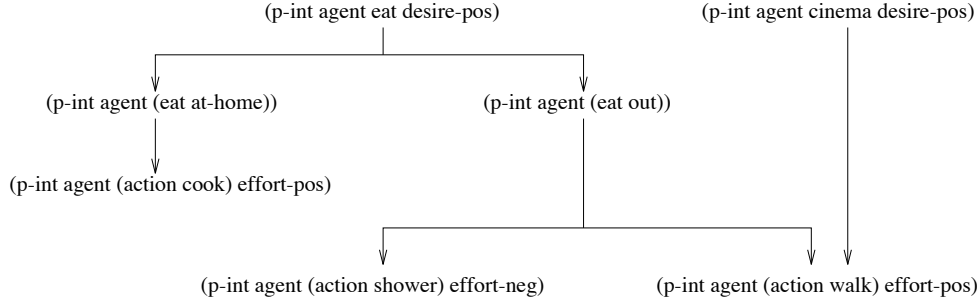 (p-int agent eat desire-pos)
(p-int agent cinema desire-pos)
(p-int agent (eat at-home))
(p-int agent (eat out))
(p-int agent (action cook) effort-pos)
(p-int agent (action shower) effort-neg)
(p-int agent (action walk) effort-pos)